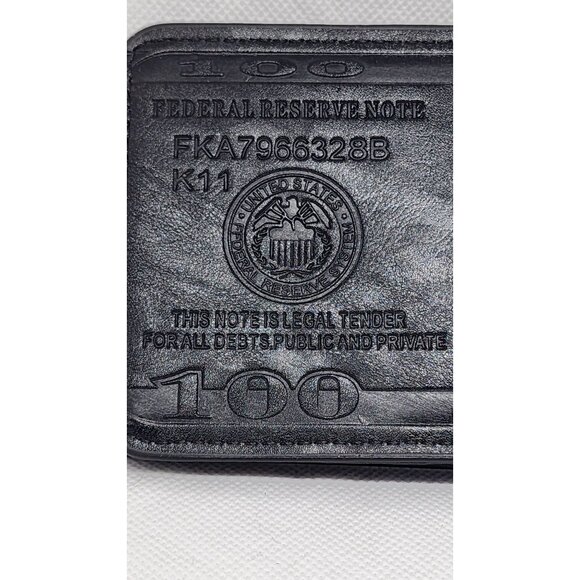 100
FEDERAL RESERVE NOTE
FKA7966328B
K11
UNITED STATES
FEDERAL RESERVE SYSTEM
THIS NOTE IS LEGAL TENDER
FOR ALL DEBTS.PUBLIC AND PRIVATE
100